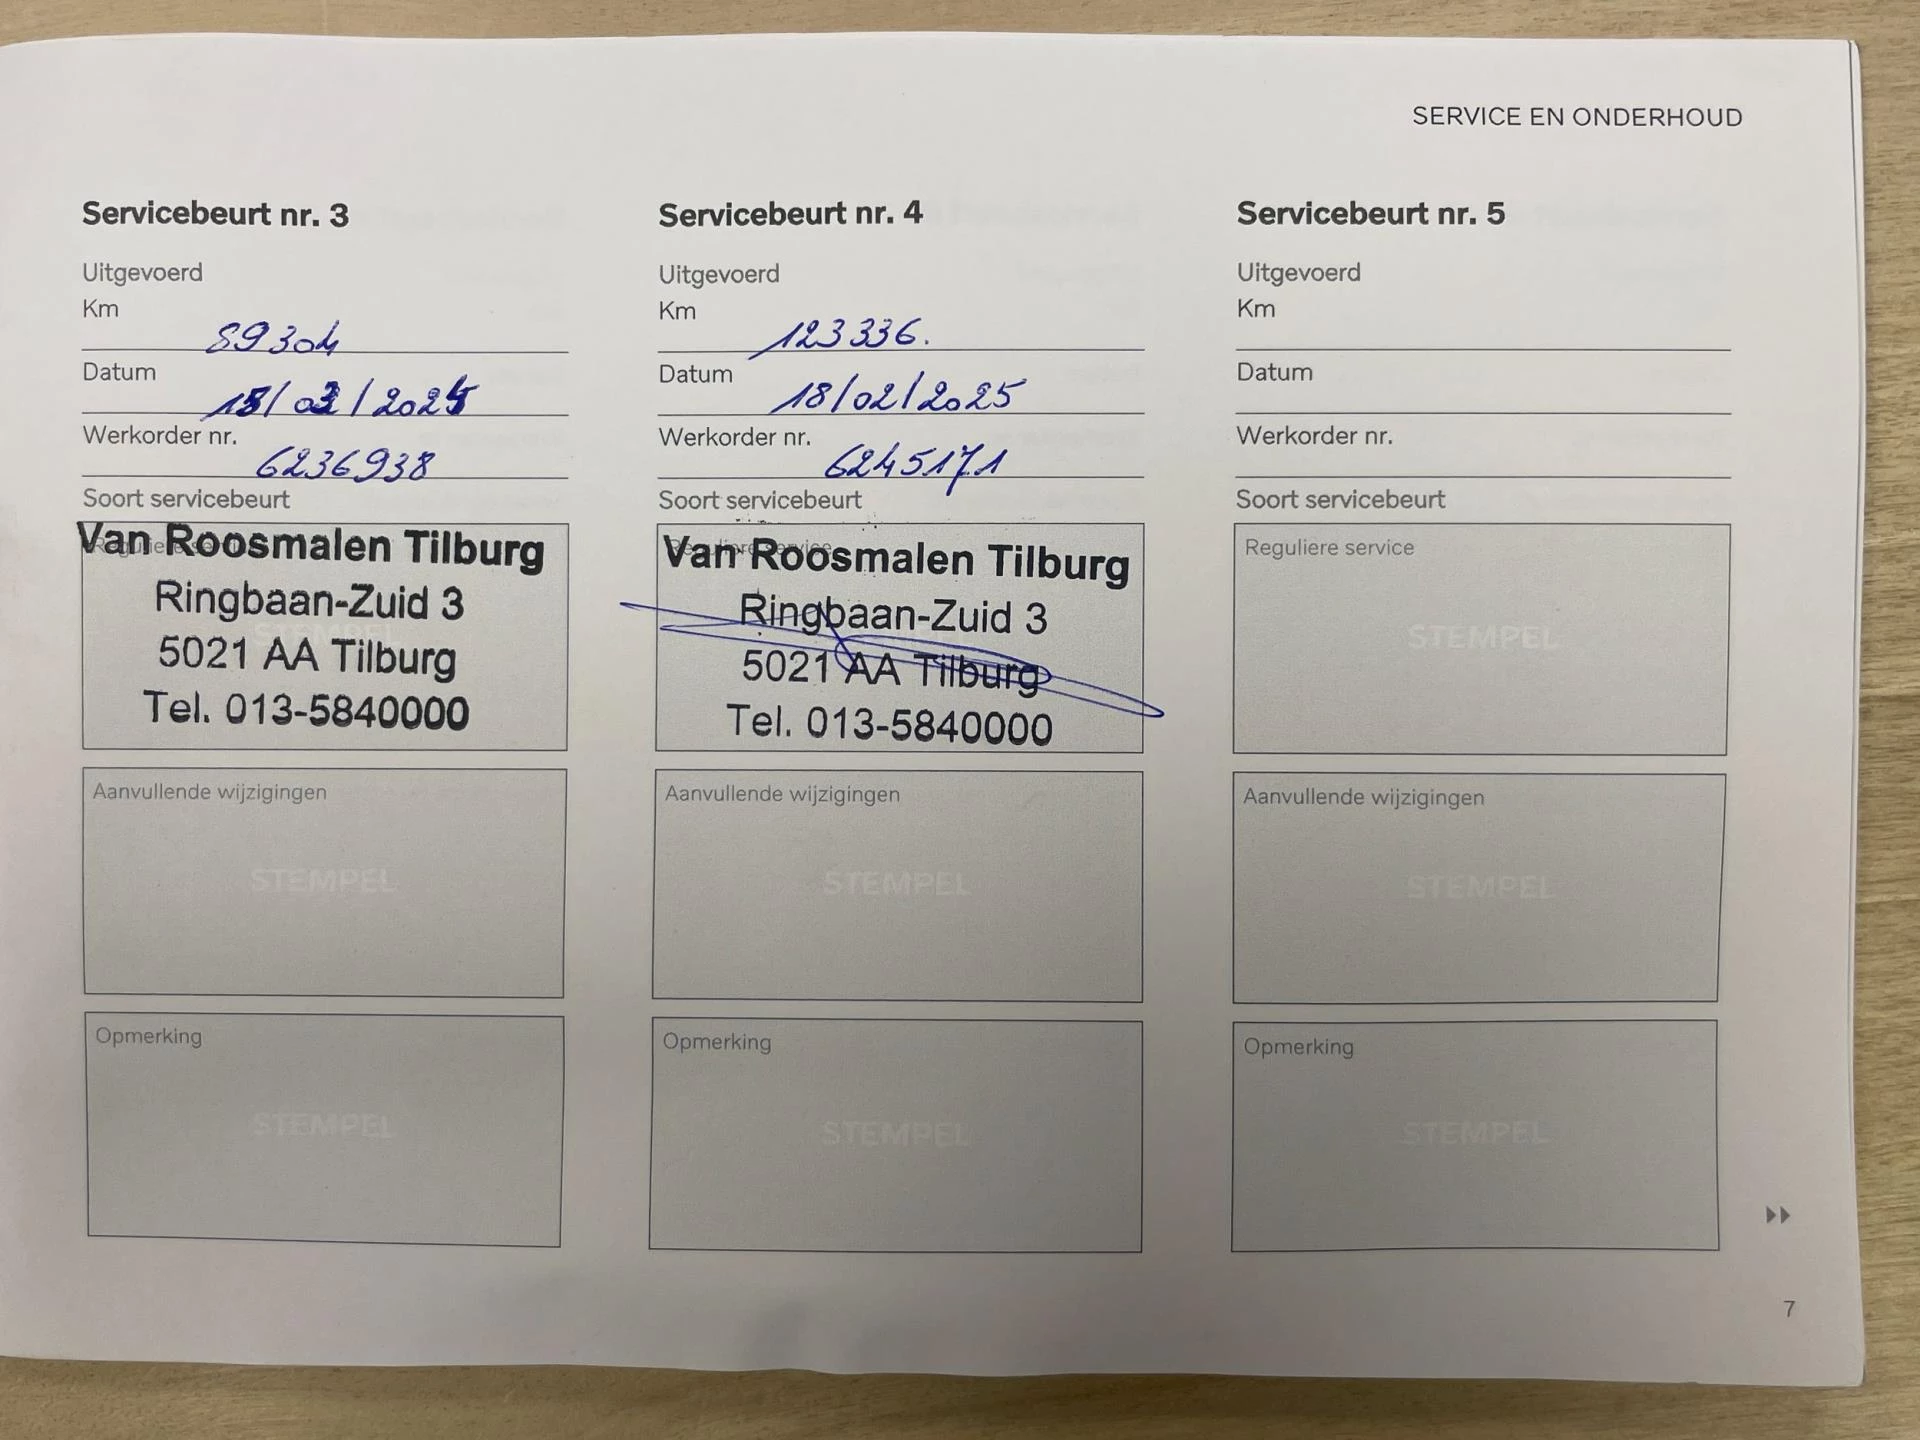 SERVICE EN ONDERHOUD
Servicebeurt nr. 3
Uitgevoerd
Km
89304
Datum
/2024
Werkorder nr.
6236938
Soort servicebeurt
Reguliere service
Van Roosmalen Tilburg
Ringbaan-Zuid 3
5021 AA Tilburg
Tel. 013-5840000
Aanvullende wijzigingen
STEMPEL
Opmerking
STEMPEL
Servicebeurt nr. 4
Uitgevoerd
Km
123336.
Datum
18/02/2025
Werkorder nr.
6245171
Soort servicebeurt
Reguliere service
Van Roosmalen Tilburg
Ringbaan-Zuid 3
5021 AA Tilburg
Tel. 013-5840000
Aanvullende wijzigingen
STEMPEL
Opmerking
STEMPEL
Servicebeurt nr. 5
Uitgevoerd
Km
Datum
Werkorder nr.
Soort servicebeurt
Reguliere service
STEMPEL
Aanvullende wijzigingen
STEMPEL
Opmerking
STEMPEL
7